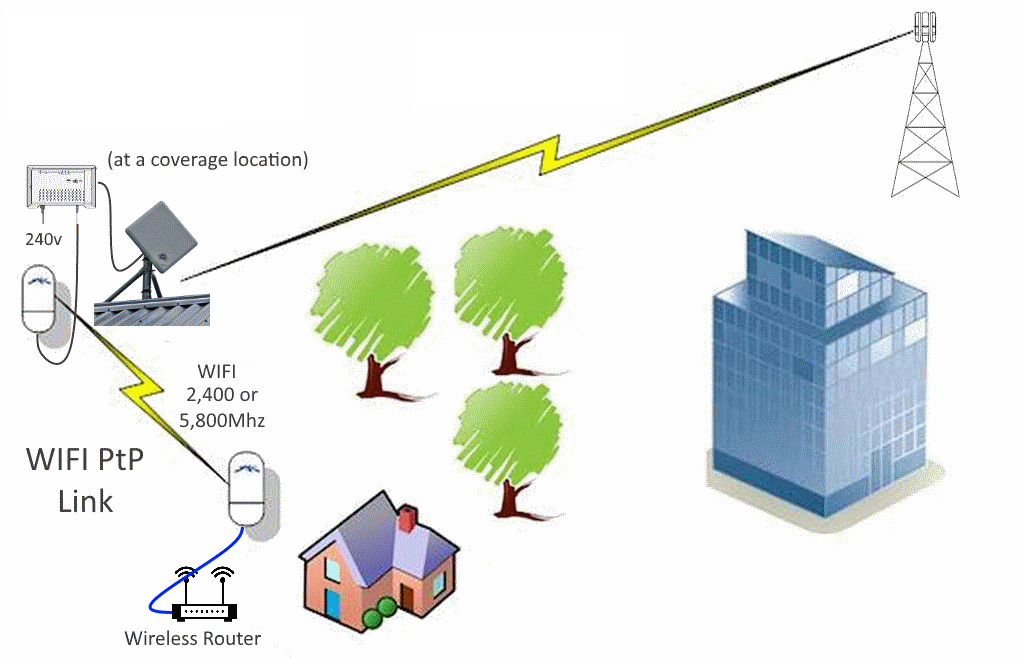 (at a coverage location)
240v
WIFI
2,400 or
5,800Mhz
WIFI PtP
Link
Wireless Router